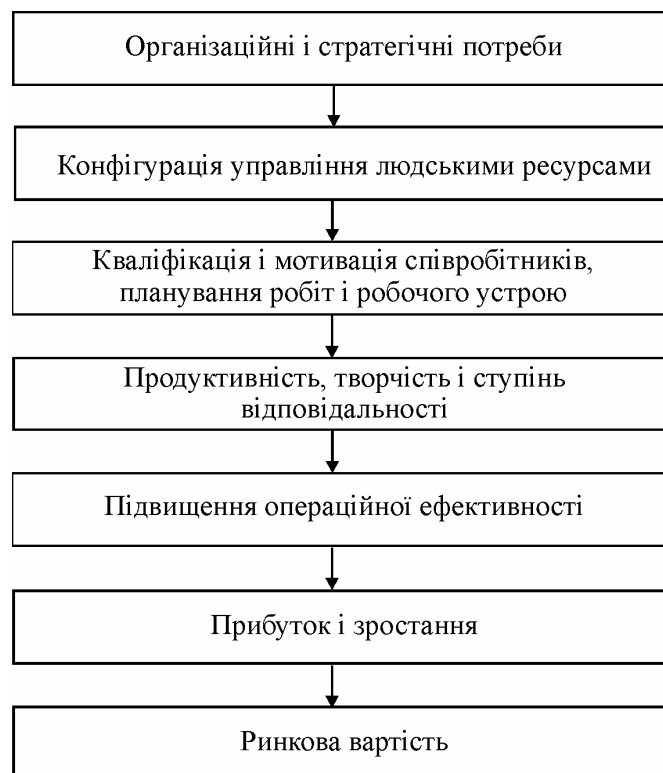 Організаційні і стратегічні потреби
Конфігурація управління людськими ресурсами
Кваліфікація і мотивація співробітників,
планування робіт і робочого устрою
Продуктивність, творчість і ступінь
відповідальності
Підвищення операційної ефективності
Прибуток і зростання
Ринкова вартість